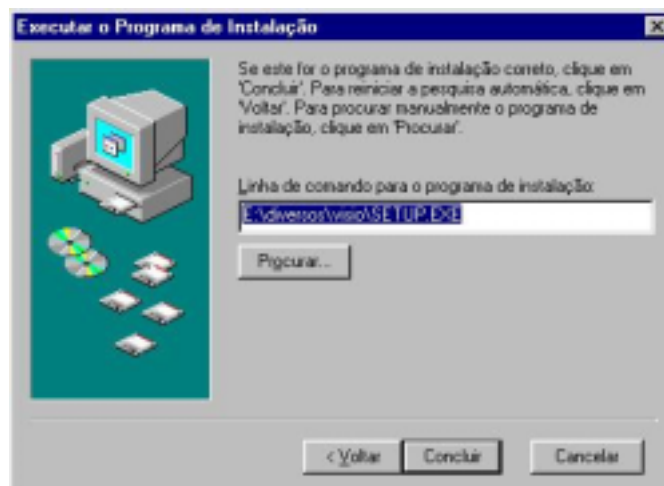 Executar o Programa de Instalação
Se este for o programa de instalação correto, clique em
'Concluir'. Para reiniciar a pesquisa automática, clique em
'Voltar'. Para procurar manualmente o programa de
instalação, clique em 'Procurar'.
Linha de comando para o programa de instalação:
E:\diversos\visio\SETUP.EXE
Procurar...
< Voltar
Concluir
Cancelar